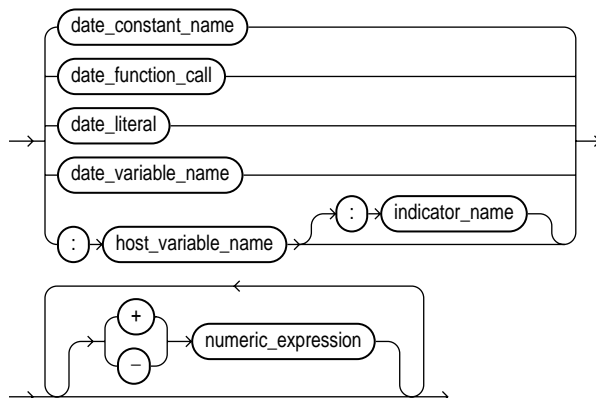 date_constant_name
date_function_call
date_literal
date_variable_name
: host_variable_name : indicator_name
+
numeric_expression
–